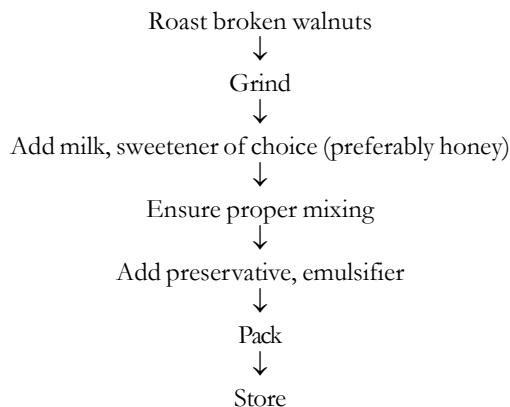 Roast broken walnuts
↓
Grind
↓
Add milk, sweetener of choice (preferably honey)
↓
Ensure proper mixing
↓
Add preservative, emulsifier
↓
Pack
↓
Store